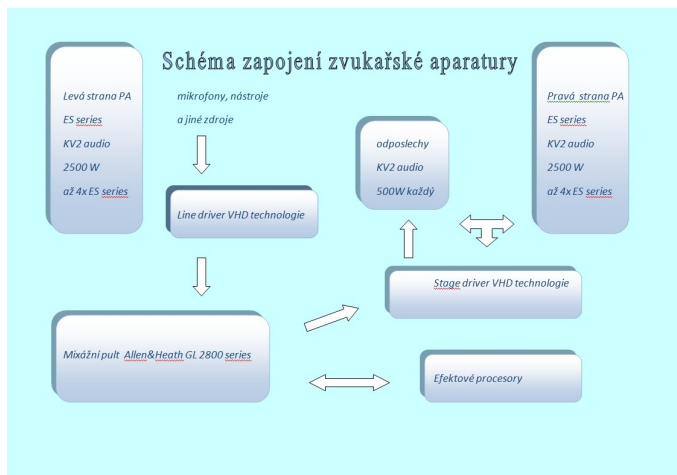 Schéma zapojení zvukařské aparatury
Levá strana PA
ES series
KV2 audio
2500 W
až 4x ES series
mikrofony, nástroje
a jiné zdroje
odposlechy
KV2 audio
500W každý
Pravá strana PA
ES series
KV2 audio
2500 W
až 4x ES series
Line driver VHD technologie
Stage driver VHD technologie
Mixážní pult Allen&Heath GL 2800 series
Efektové procesory